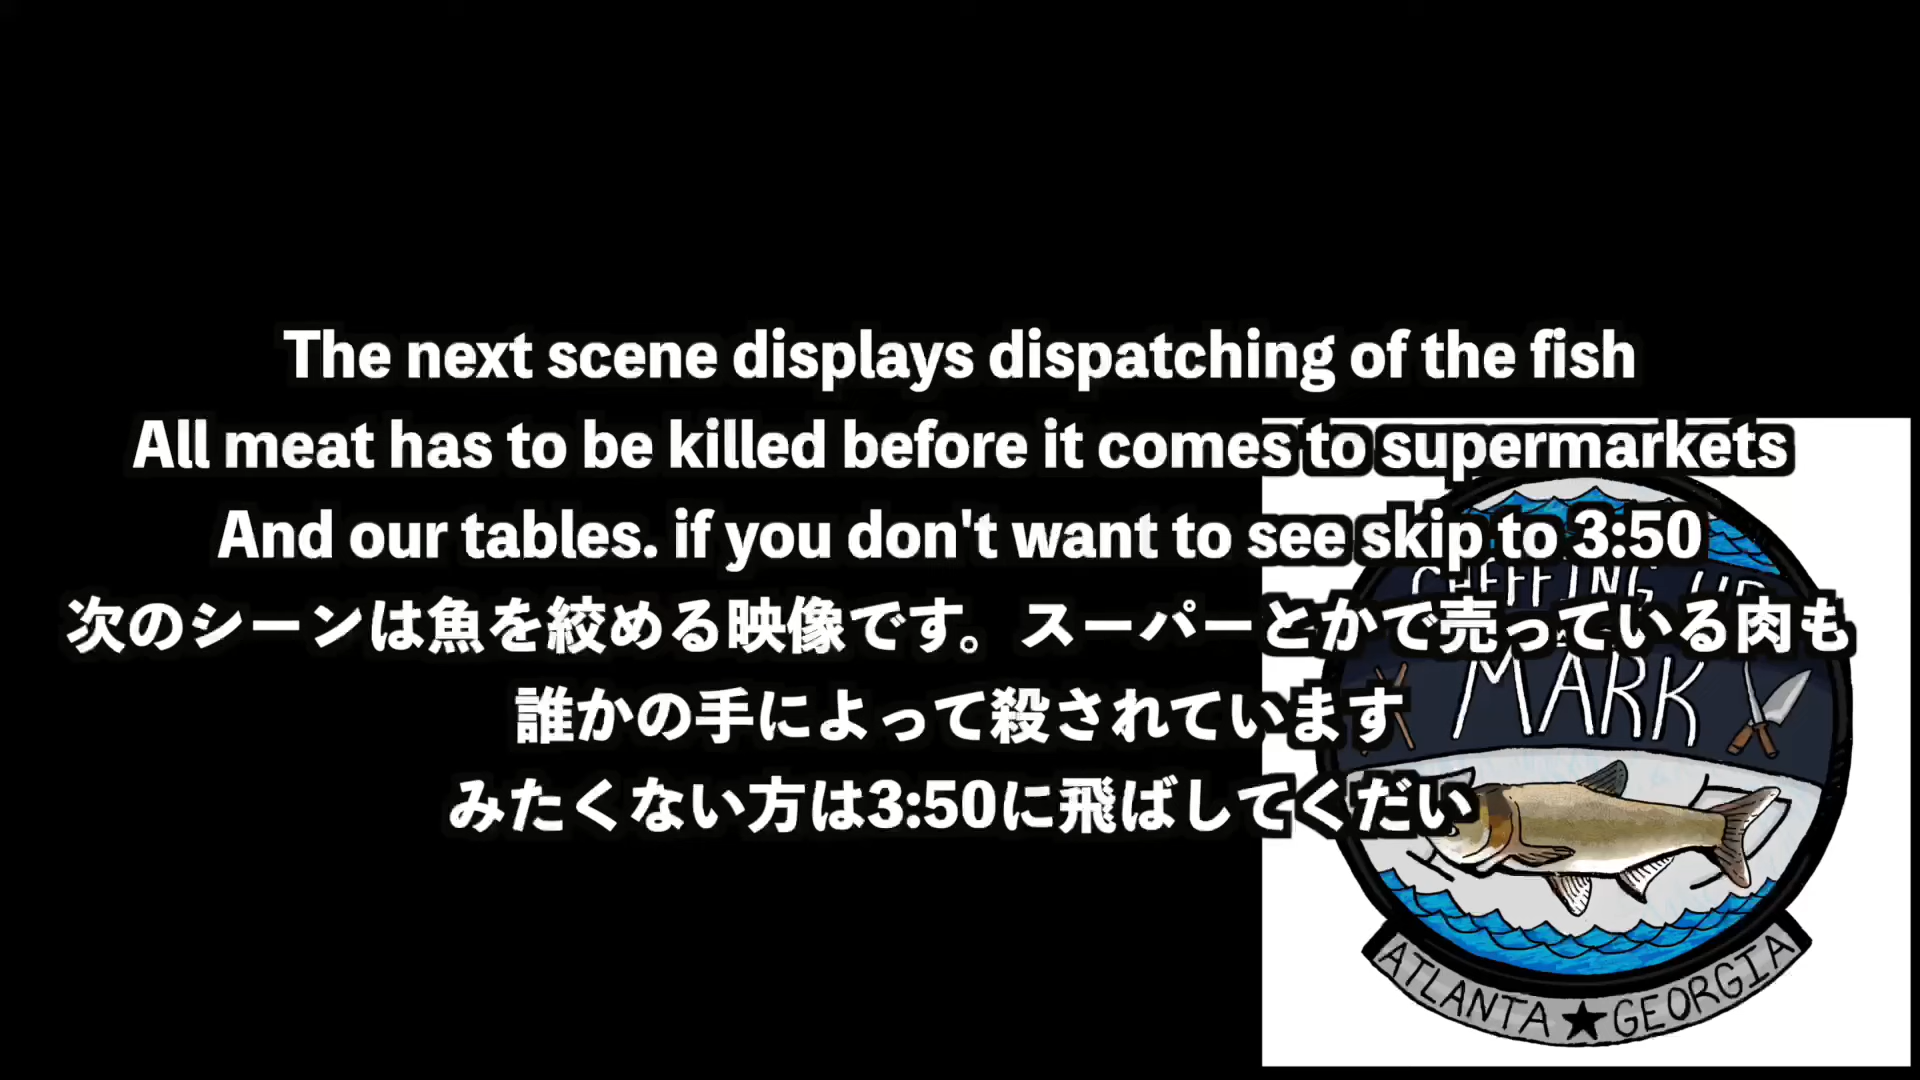 The next scene displays dispatching of the fish
All meat has to be killed before it comes to supermarkets
And our tables. if you don't want to see skip to 3:50
次のシーンは魚を絞める映像です。スーパーとかで売っている肉も
誰かの手によって殺されています
みたくない方は3:50に飛ばしてくだい
CHEFFING UP
MARK
ATLANTA ★ GEORGIA